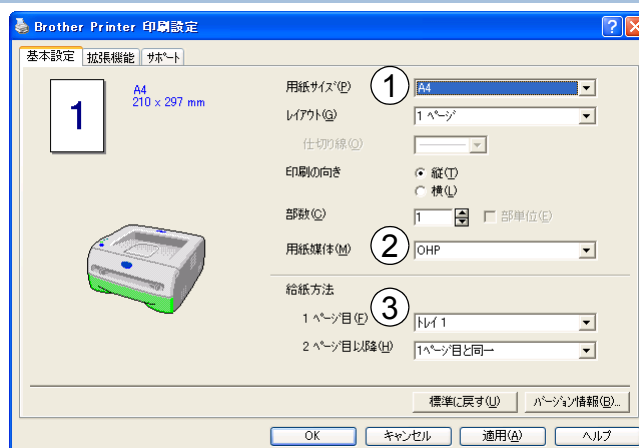 Brother Printer 印刷設定
基本設定 拡張機能 サポート
1
A4
210 x 297 mm
用紙サイズ(P) 1 A4
レイアウト(G) 1 ページ
仕切り線(O)
印刷の向き 縦(T)
横(L)
部数(C) 1 部単位(E)
用紙媒体(M) 2 OHP
給紙方法
1 ページ目(F) 3 トレイ 1
2 ページ目以降(H) 1ページ目と同一
標準に戻す(U) バージョン情報(B)...
OK キャンセル 適用(A) ヘルプ